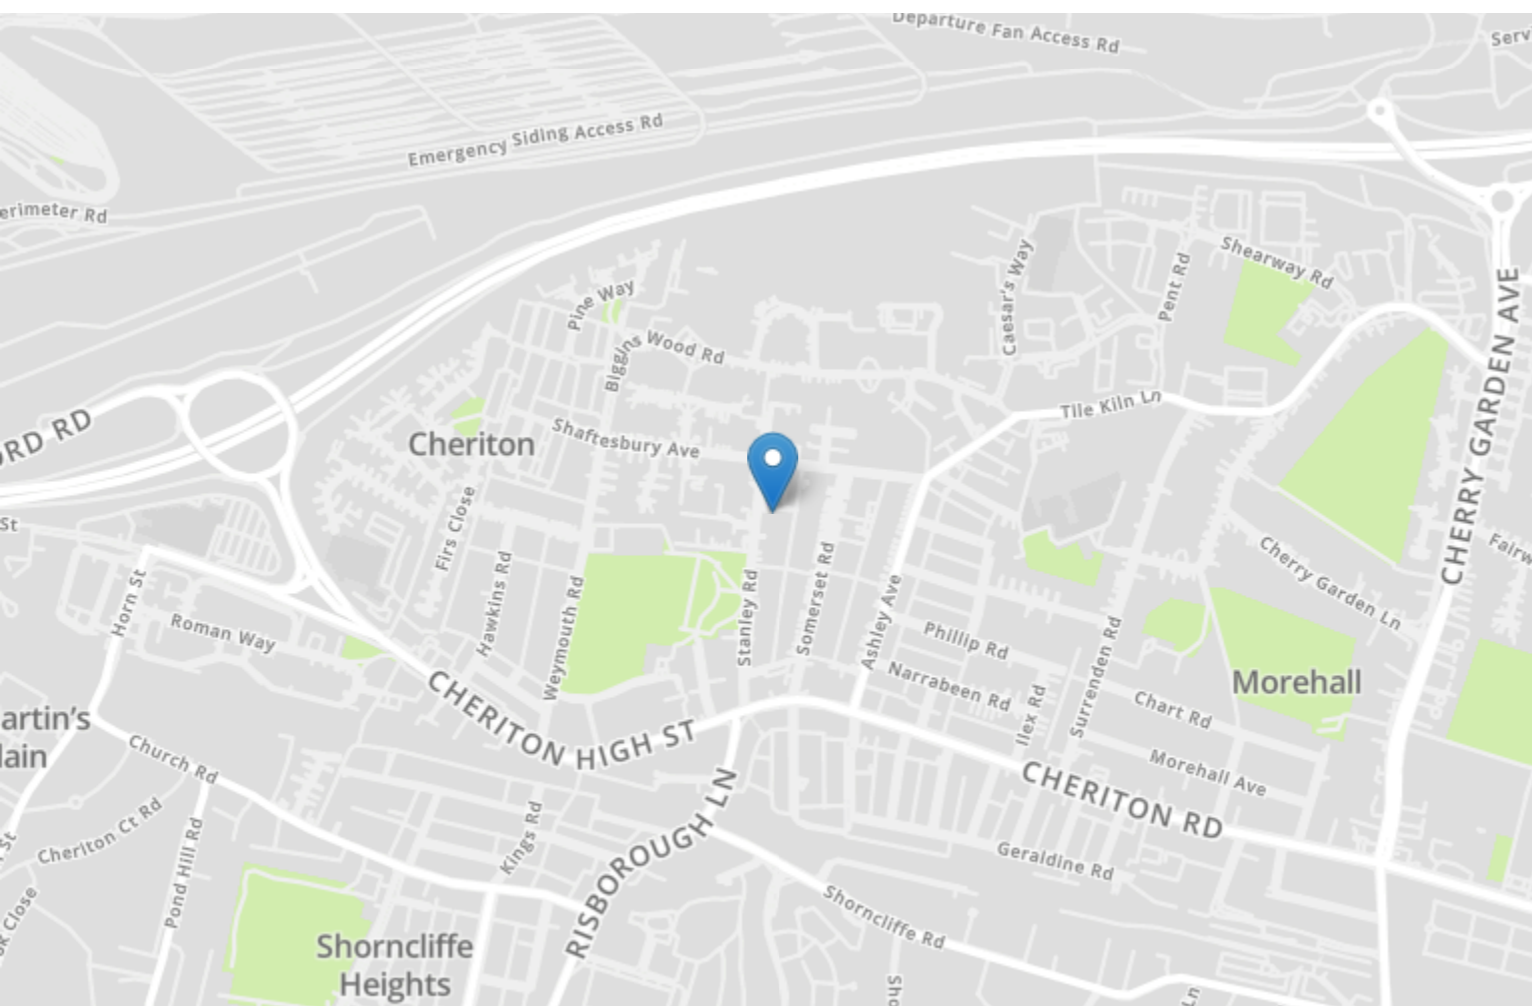 Departure Fan Access Rd
Serv
Emergency Siding Access Rd
erimeter Rd
Shearway Rd
Caesar's Way
Pent Rd
Pine Way
Biggins Wood Rd
CHERRY GARDEN AVE
Tile Kiln Ln
ORD RD
Cheriton
Shaftesbury Ave
St
Firs Close
Hawkins Rd
Weymouth Rd
Stanley Rd
Somerset Rd
Ashley Ave
Cherry Garden Ln
Fairw
Horn St
Roman Way
Phillip Rd
Narrabeen Rd
Ilex Rd
Surrenden Rd
Morehall
Chart Rd
CHERITON HIGH ST
artin's
lain
Church Rd
Morehall Ave
CHERITON RD
RISBOROUGH LN
Kings Rd
Cheriton Ct Rd
Pond Hill Rd
Geraldine Rd
St
Close
Shorncliffe Rd
Shorncliffe
Heights
Sho
Ln